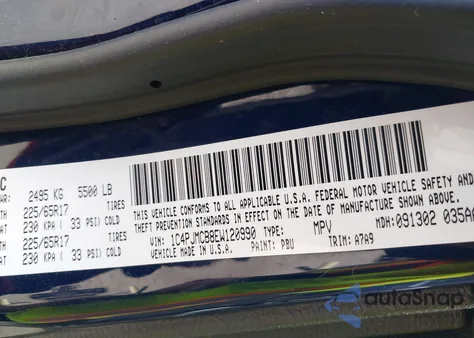 C
2495 KG 5500 LB
TIRES
225/65R17
230 KPA ( 33 PSI) COLD
TIRES
225/65R17
230 KPA ( 33 PSI) COLD
THIS VEHICLE CONFORMS TO ALL APPLICABLE U.S.A. FEDERAL MOTOR VEHICLE SAFETY AND
THEFT PREVENTION STANDARDS IN EFFECT ON THE DATE OF MANUFACTURE SHOWN ABOVE.
VIN: 1C4PJMCB8EW120990 TYPE: MPV MDH: 091302 035A
VEHICLE MADE IN U.S.A. PAINT: PBU TRIM: A7A9
autoSnap